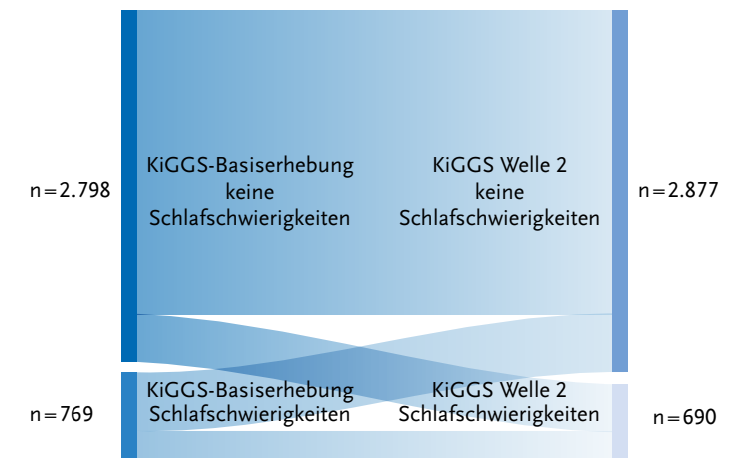 KiGGS-Basiserhebung
keine
Schlafschwierigkeiten
KiGGS Welle 2
keine
Schlafschwierigkeiten
n=2.798
n=2.877
KiGGS-Basiserhebung
Schlafschwierigkeiten
KiGGS Welle 2
Schlafschwierigkeiten
n=769
n=690